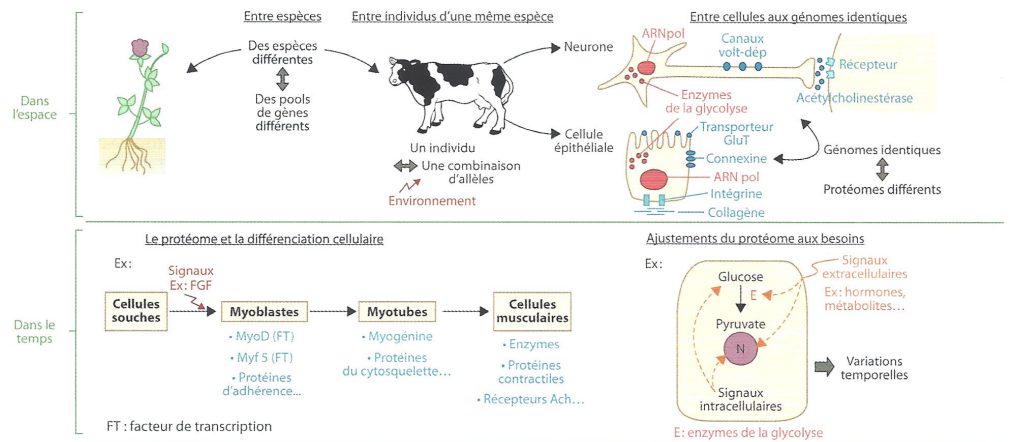 Entre espèces
Entre individus d'une même espèce
Entre cellules aux génomes identiques
Dans
l'espace
Des espèces
différentes
Des pools
de gènes
différents
Un individu
Une combinaison
d'allèles
Environnement
Neurone
Cellule
épithéliale
ARNpol
Canaux
volt-dép
Récepteur
Enzymes
de la glycolyse
Acétylcholinestérase
Transporteur
GluT
Connexine
ARN pol
Intégrine
Collagène
Génomes identiques
Protéomes différents
Dans le
temps
Le protéome et la différenciation cellulaire
Ex :
Signaux
Ex : FGF
Cellules
souches
Myoblastes
• MyoD (FT)
• Myf 5 (FT)
• Protéines
d'adhérence...
Myotubes
• Myogénine
• Protéines
du cytosquelette...
Cellules
musculaires
• Enzymes
• Protéines
contractiles
• Récepteurs Ach...
FT : facteur de transcription
Ajustements du protéome aux besoins
Ex :
Glucose
E
Pyruvate
N
Signaux
intracellulaires
Signaux
extracellulaires
Ex : hormones,
métabolites...
Variations
temporelles
E : enzymes de la glycolyse